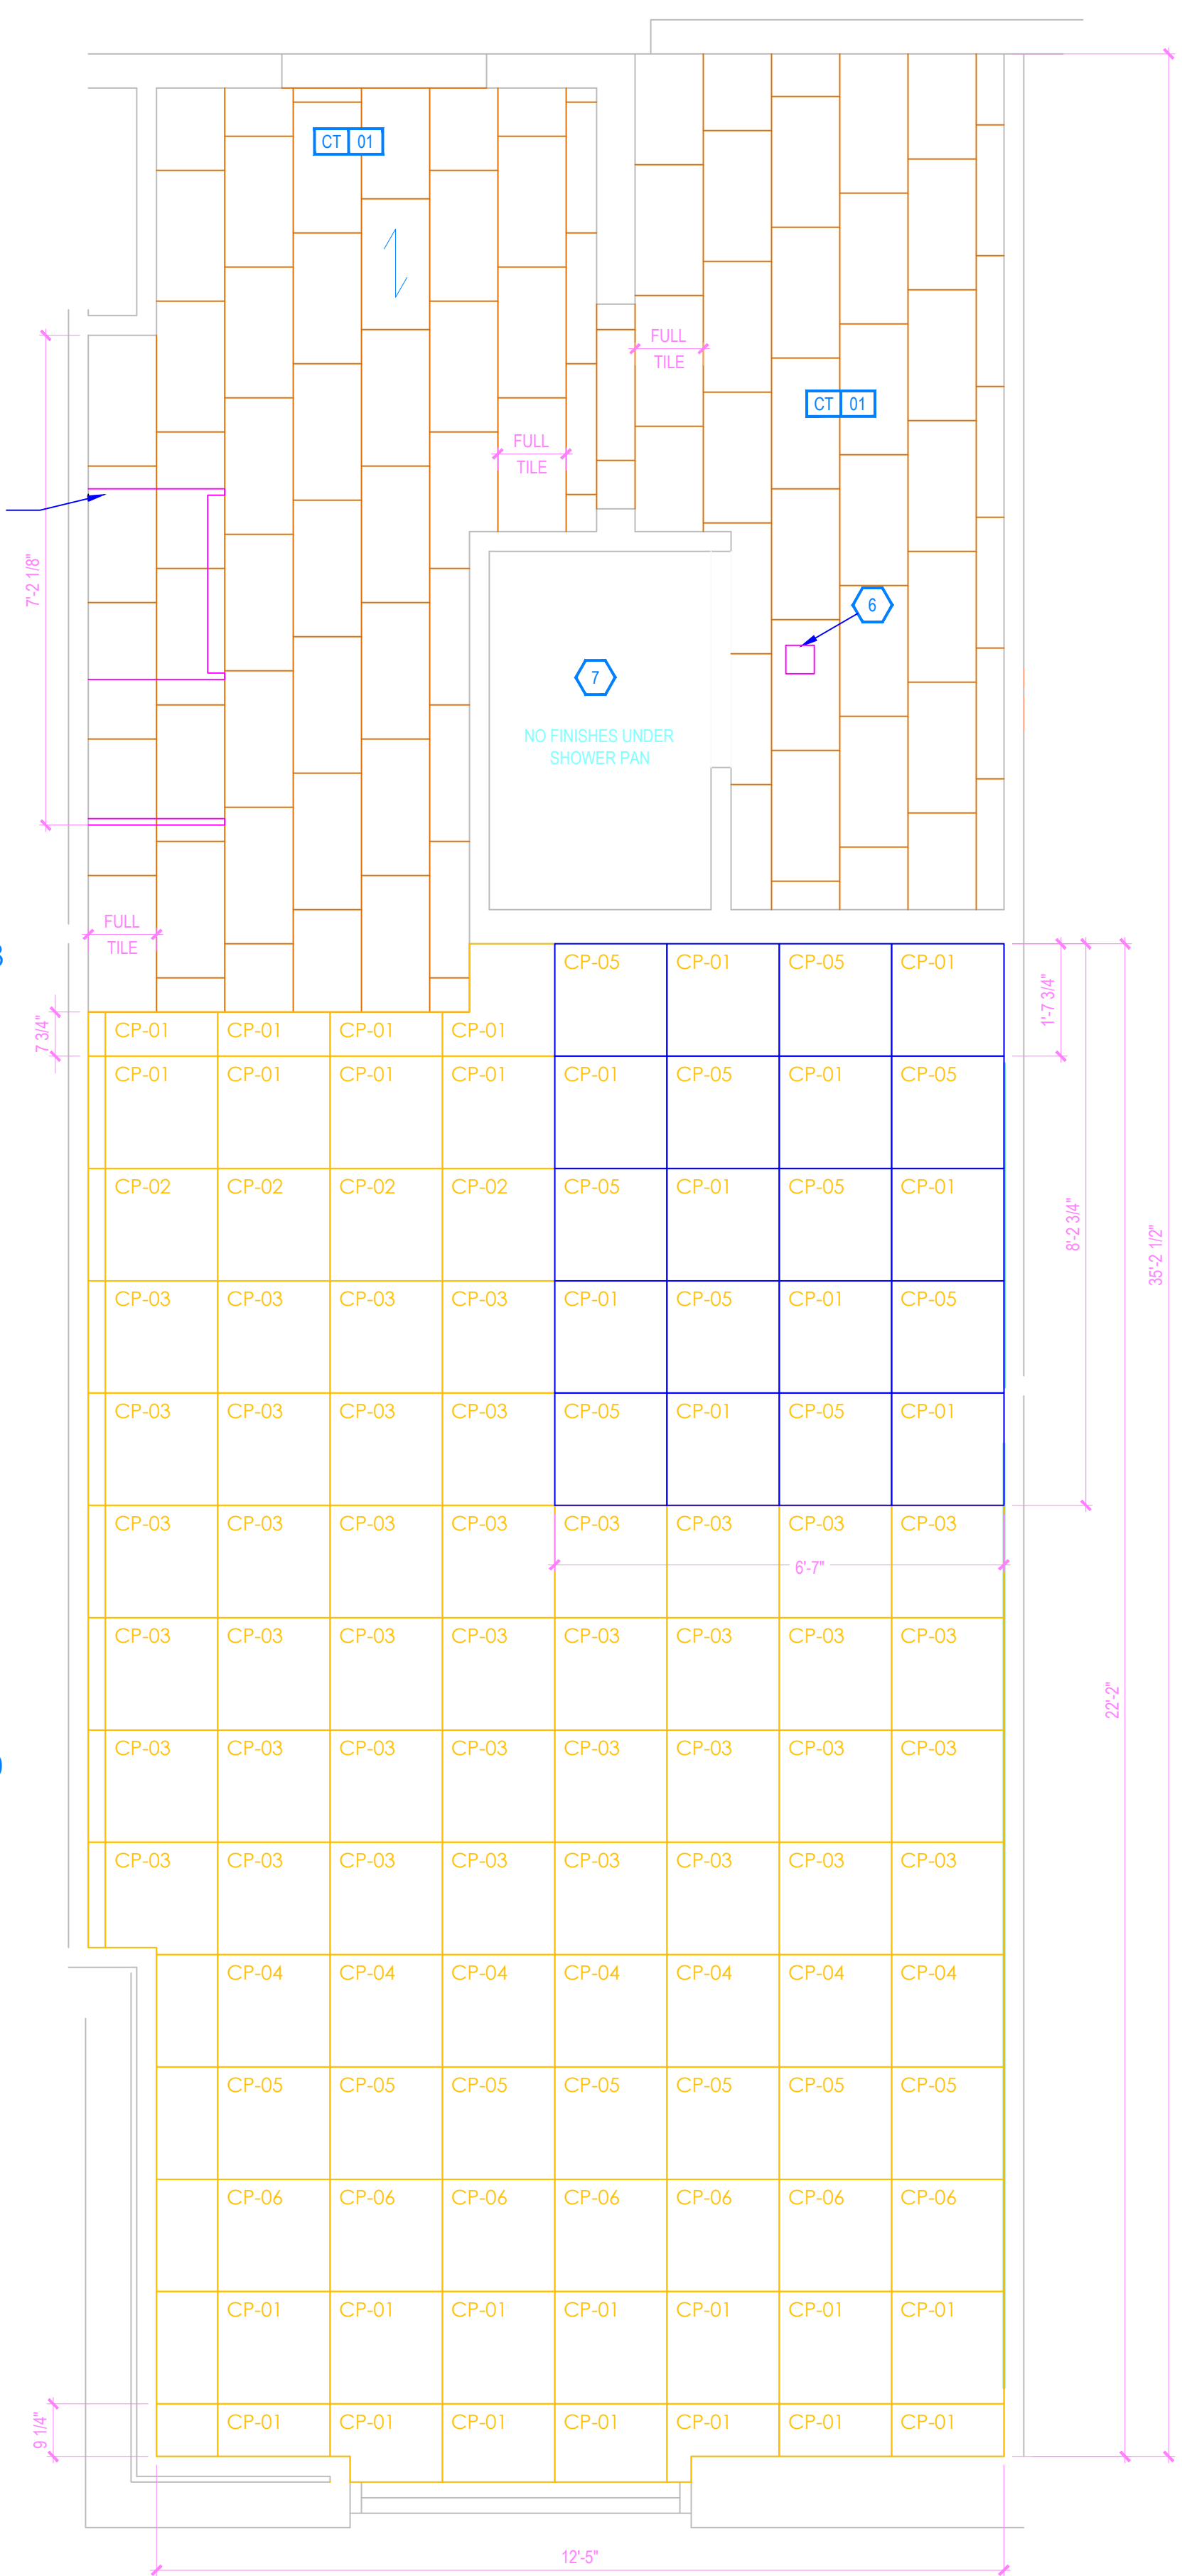 CT 01
FULL
TILE
CT 01
FULL
TILE
7'-2 1/8"
6
7
NO FINISHES UNDER
SHOWER PAN
FULL
TILE
CP-05 CP-01 CP-05 CP-01
1'-7 3/4"
7 3/4"
CP-01 CP-01 CP-01 CP-01
CP-01 CP-01 CP-01 CP-01 CP-01 CP-05 CP-01 CP-05
CP-02 CP-02 CP-02 CP-02 CP-05 CP-01 CP-05 CP-01
8'-2 3/4"
35'-2 1/2"
CP-03 CP-03 CP-03 CP-03 CP-01 CP-05 CP-01 CP-05
CP-03 CP-03 CP-03 CP-03 CP-05 CP-01 CP-05 CP-01
CP-03 CP-03 CP-03 CP-03 CP-03 CP-03 CP-03 CP-03
6'-7"
CP-03 CP-03 CP-03 CP-03 CP-03 CP-03 CP-03 CP-03
22'-2"
CP-03 CP-03 CP-03 CP-03 CP-03 CP-03 CP-03 CP-03
CP-03 CP-03 CP-03 CP-03 CP-03 CP-03 CP-03 CP-03
CP-04 CP-04 CP-04 CP-04 CP-04 CP-04 CP-04
CP-05 CP-05 CP-05 CP-05 CP-05 CP-05 CP-05
CP-06 CP-06 CP-06 CP-06 CP-06 CP-06 CP-06
CP-01 CP-01 CP-01 CP-01 CP-01 CP-01 CP-01
9 1/4"
CP-01 CP-01 CP-01 CP-01 CP-01 CP-01 CP-01
12'-5"